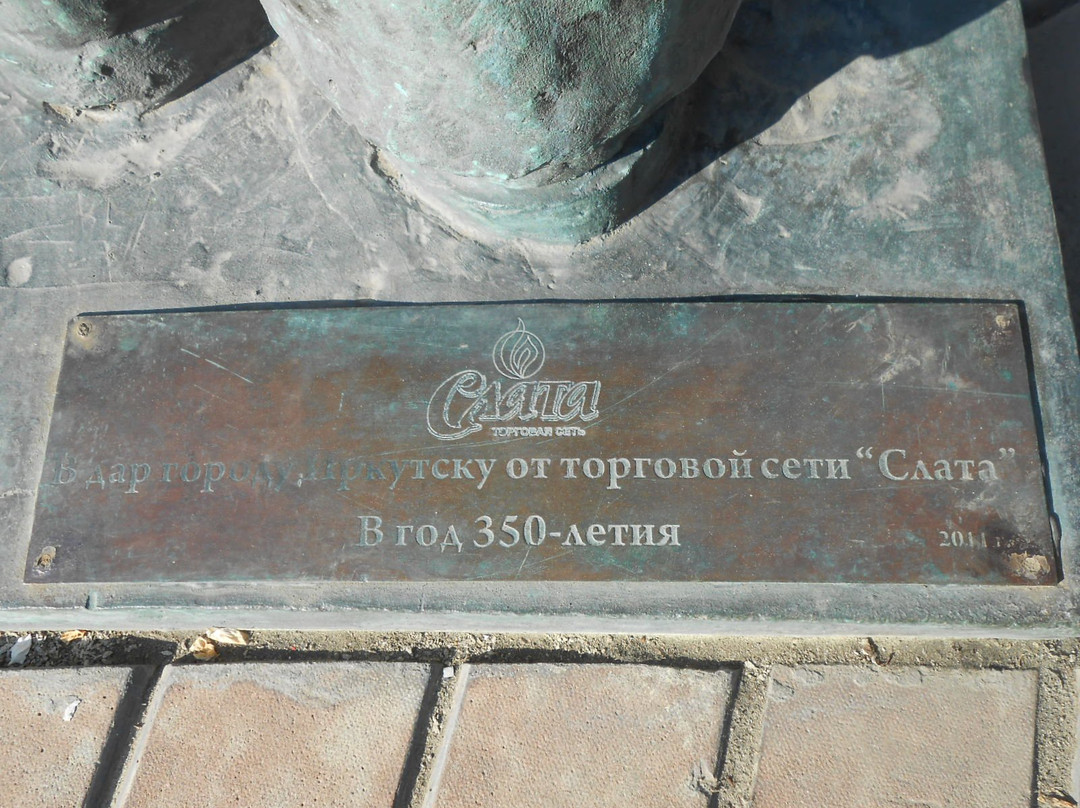 Слата
ТОРГОВАЯ СЕТЬ
В дар городу Иркутску от торговой сети “Слата”
В год 350-летия
2011 г.